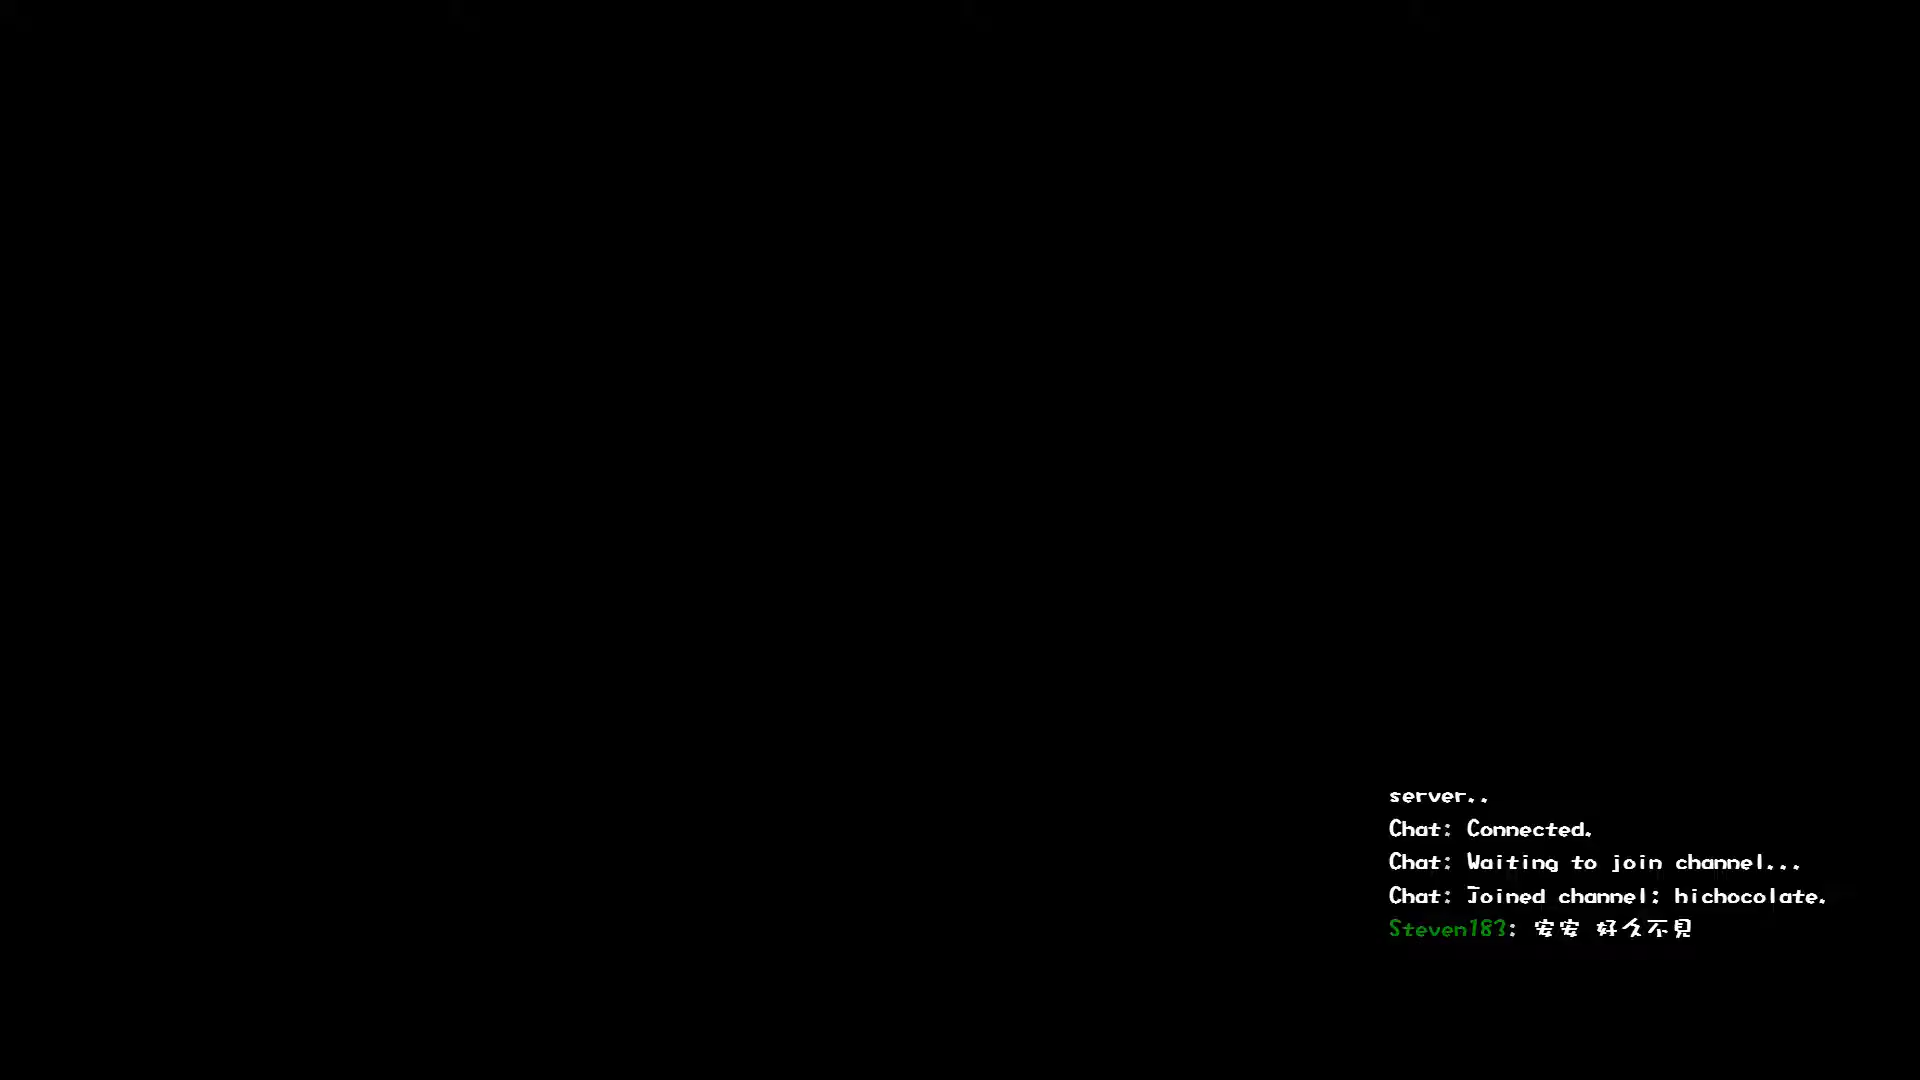 server..
Chat: Connected.
Chat: Waiting to join channel...
Chat: Joined channel: hichocolate.
Steven183: 安安 好久不見